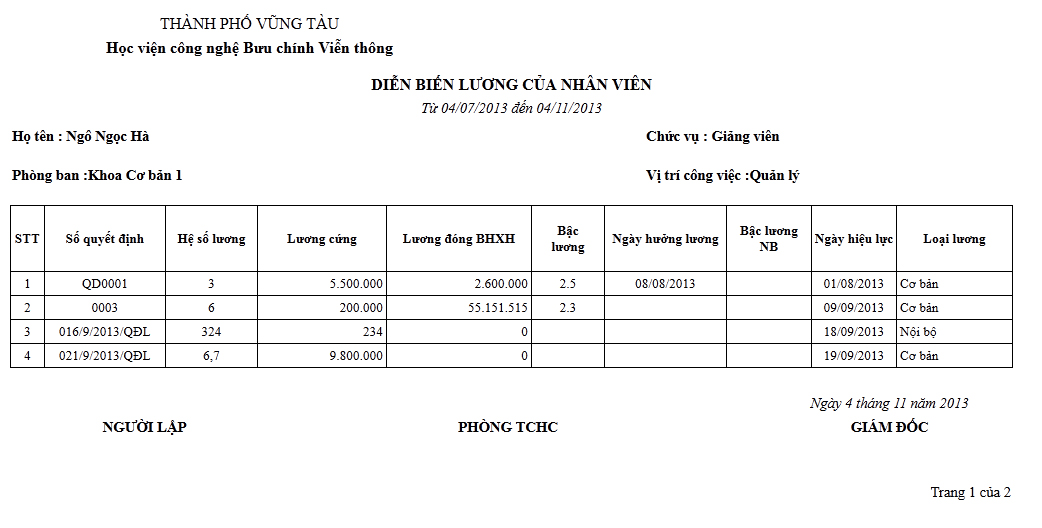 THÀNH PHỐ VŨNG TÀU
Học viện công nghệ Bưu chính Viễn thông
DIỄN BIẾN LƯƠNG CỦA NHÂN VIÊN
Từ 04/07/2013 đến 04/11/2013
Họ tên : Ngô Ngọc Hà Chức vụ : Giảng viên
Phòng ban :Khoa Cơ bản 1 Vị trí công việc :Quản lý
STT Số quyết định Hệ số lương Lương cứng Lương đóng BHXH Bậc lương Ngày hưởng lương Bậc lương NB Ngày hiệu lực Loại lương
1 QD0001 3 5.500.000 2.600.000 2.5 08/08/2013 01/08/2013 Cơ bản
2 0003 6 200.000 55.151.515 2.3 09/09/2013 Cơ bản
3 016/9/2013/QĐL 324 234 0 18/09/2013 Nội bộ
4 021/9/2013/QĐL 6,7 9.800.000 0 19/09/2013 Cơ bản
Ngày 4 tháng 11 năm 2013
NGƯỜI LẬP PHÒNG TCHC GIÁM ĐỐC
Trang 1 của 2